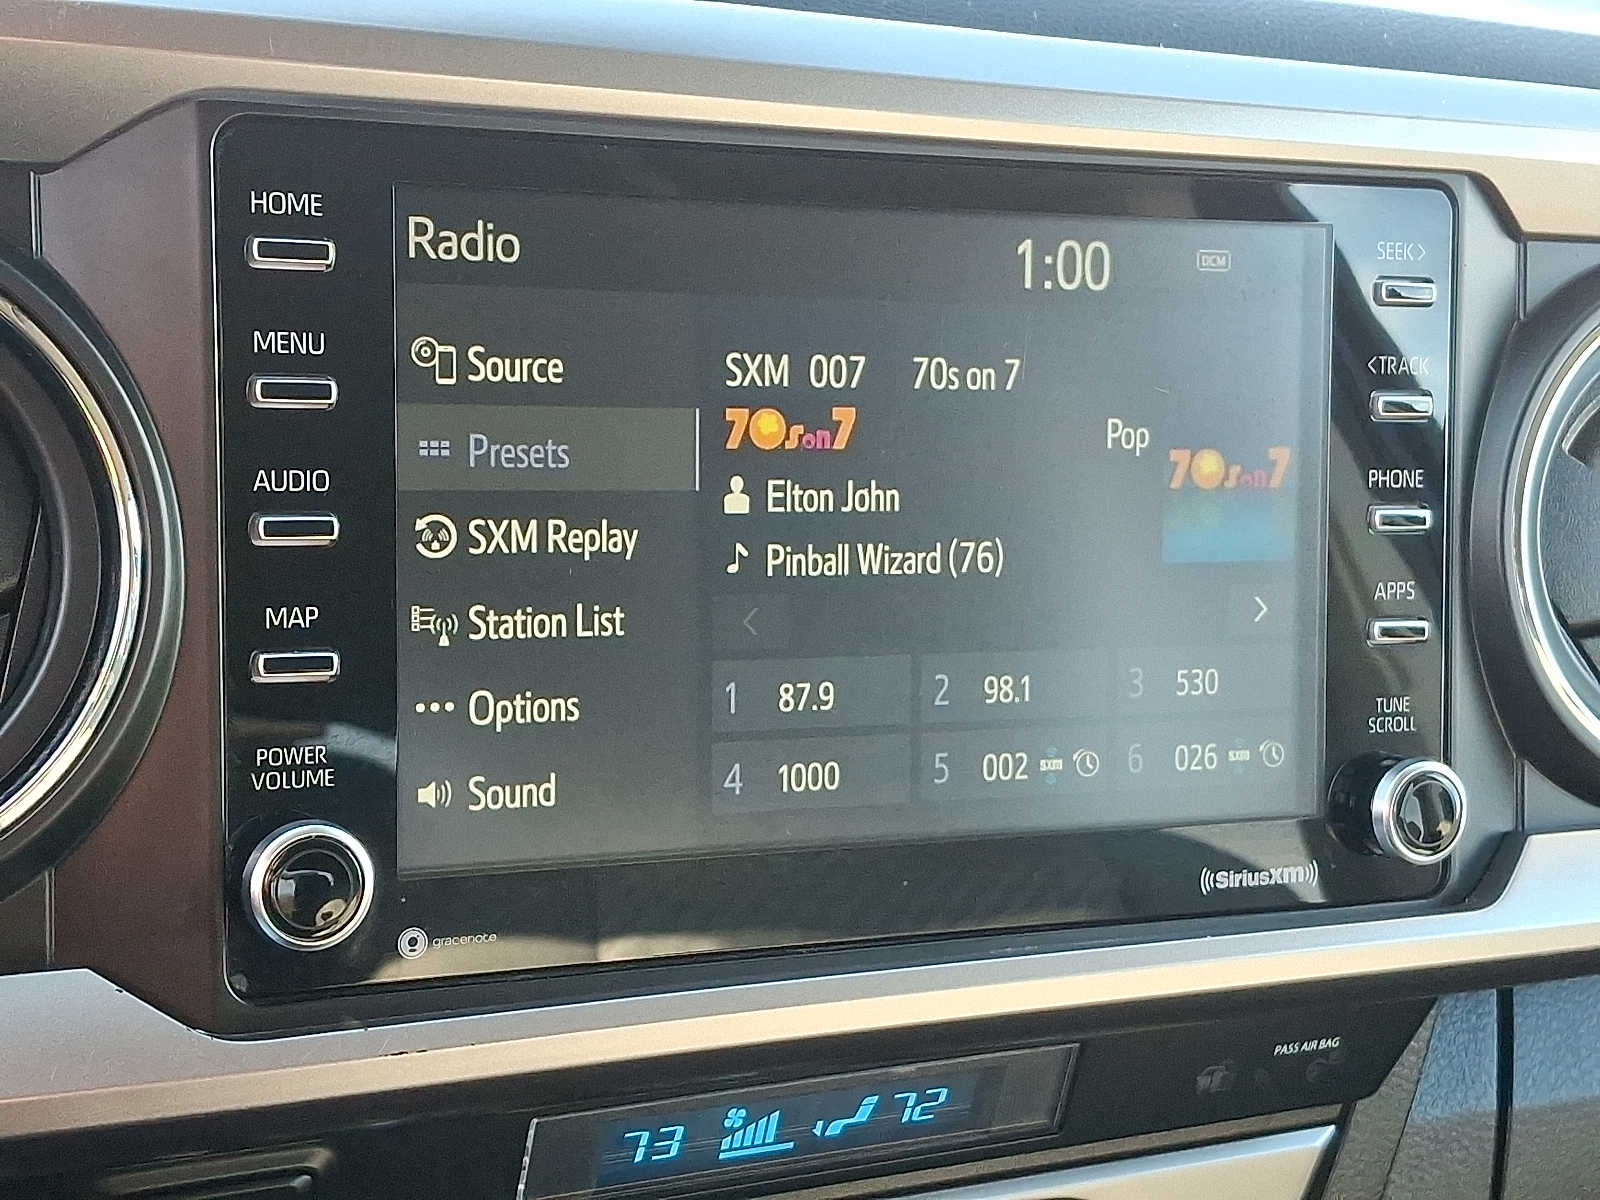 HOME
MENU
AUDIO
MAP
POWER
VOLUME
Radio
1:00
DCM
Source
Presets
SXM Replay
Station List
Options
Sound
SXM 007 70s on 7
70s on 7
Pop
70s on 7
Elton John
Pinball Wizard (76)
<
>
1 87.9
2 98.1
3 530
4 1000
5 002 SXM
6 026 SXM
SEEK>
<TRACK
PHONE
APPS
TUNE
SCROLL
gracenote
((SiriusXM))
PASS AIR BAG
73 72